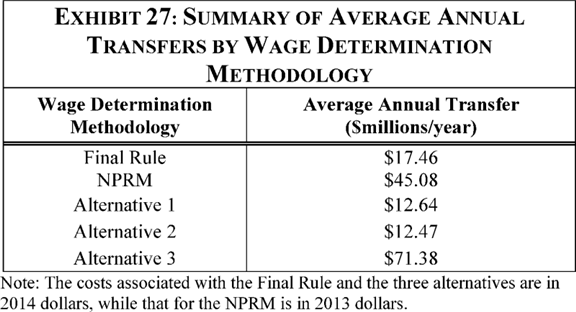 EXHIBIT 27: SUMMARY OF AVERAGE ANNUAL
TRANSFERS BY WAGE DETERMINATION
METHODOLOGY
Wage Determination Methodology | Average Annual Transfer ($millions/year)
Final Rule $17.46
NPRM $45.08
Alternative 1 $12.64
Alternative 2 $12.47
Alternative 3 $71.38
Note: The costs associated with the Final Rule and the three alternatives are in
2014 dollars, while that for the NPRM is in 2013 dollars.